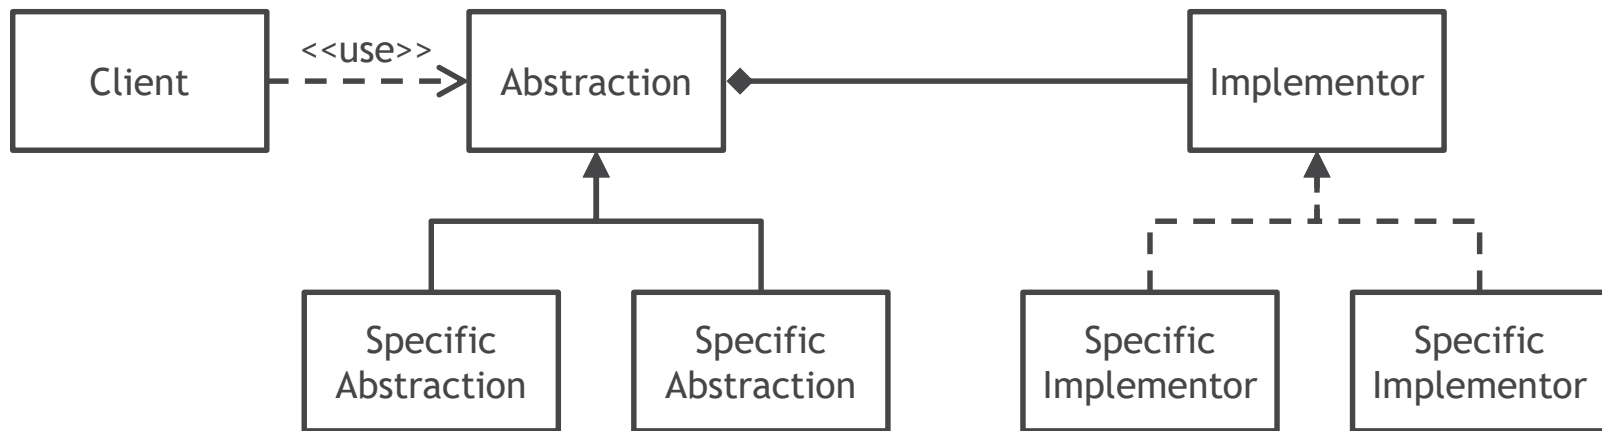 Client
<<use>>
Abstraction
Implementor
Specific
Abstraction
Specific
Abstraction
Specific
Implementor
Specific
Implementor